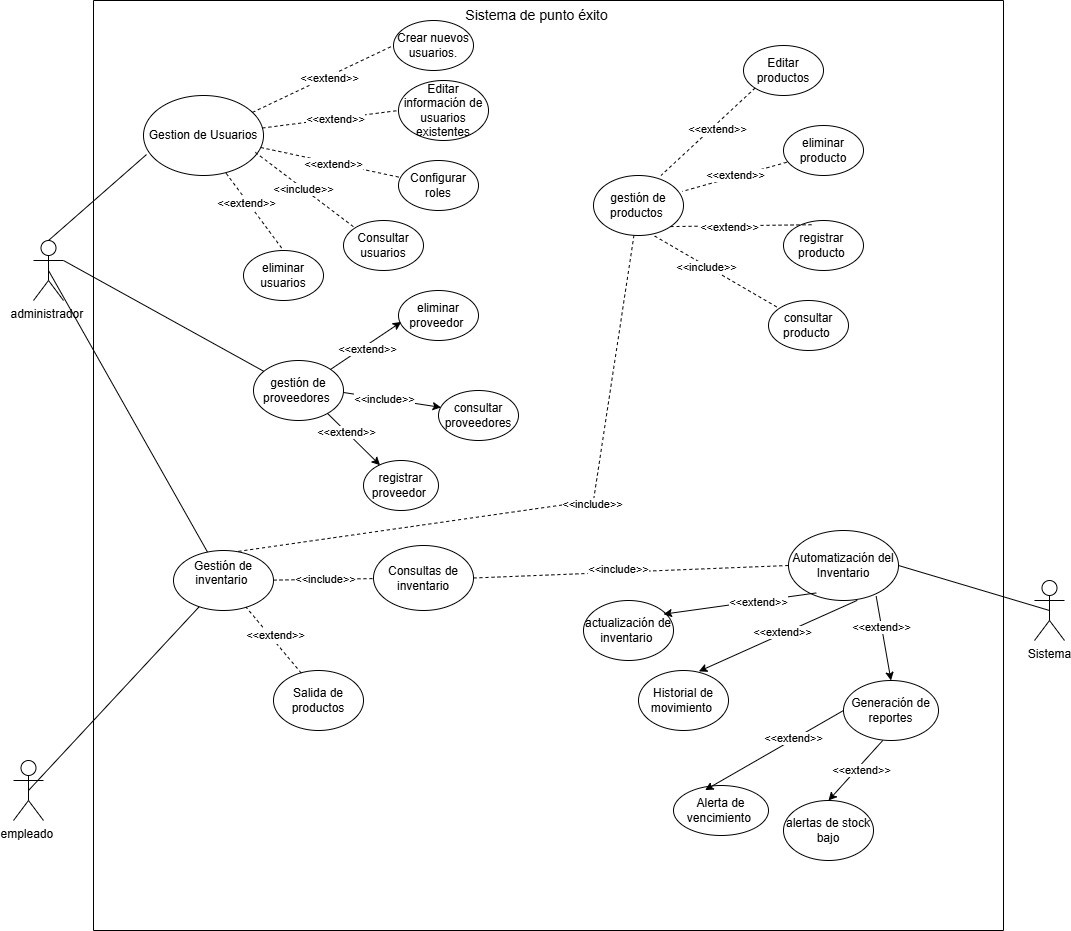 Sistema de punto éxito
Crear nuevos
usuarios.
<<extend>>
Editar
información de
usuarios
existentes
<<extend>>
Gestion de Usuarios
<<extend>>
Configurar
roles
<<include>>
<<extend>>
Consultar
usuarios
eliminar
usuarios
Editar
productos
<<extend>>
eliminar
producto
<<extend>>
gestión de
productos
<<extend>>
registrar
producto
<<include>>
consultar
producto
administrador
eliminar
proveedor
<<extend>>
gestión de
proveedores
<<include>>
consultar
proveedores
<<extend>>
registrar
proveedor
<<include>>
Gestión de
inventario
<<include>>
Consultas de
inventario
<<include>>
Automatización del
Inventario
<<extend>>
Salida de
productos
<<extend>>
actualización de
inventario
<<extend>>
Historial de
movimiento
<<extend>>
Generación de
reportes
<<extend>>
Alerta de
vencimiento
<<extend>>
alertas de stock
bajo
Sistema
empleado